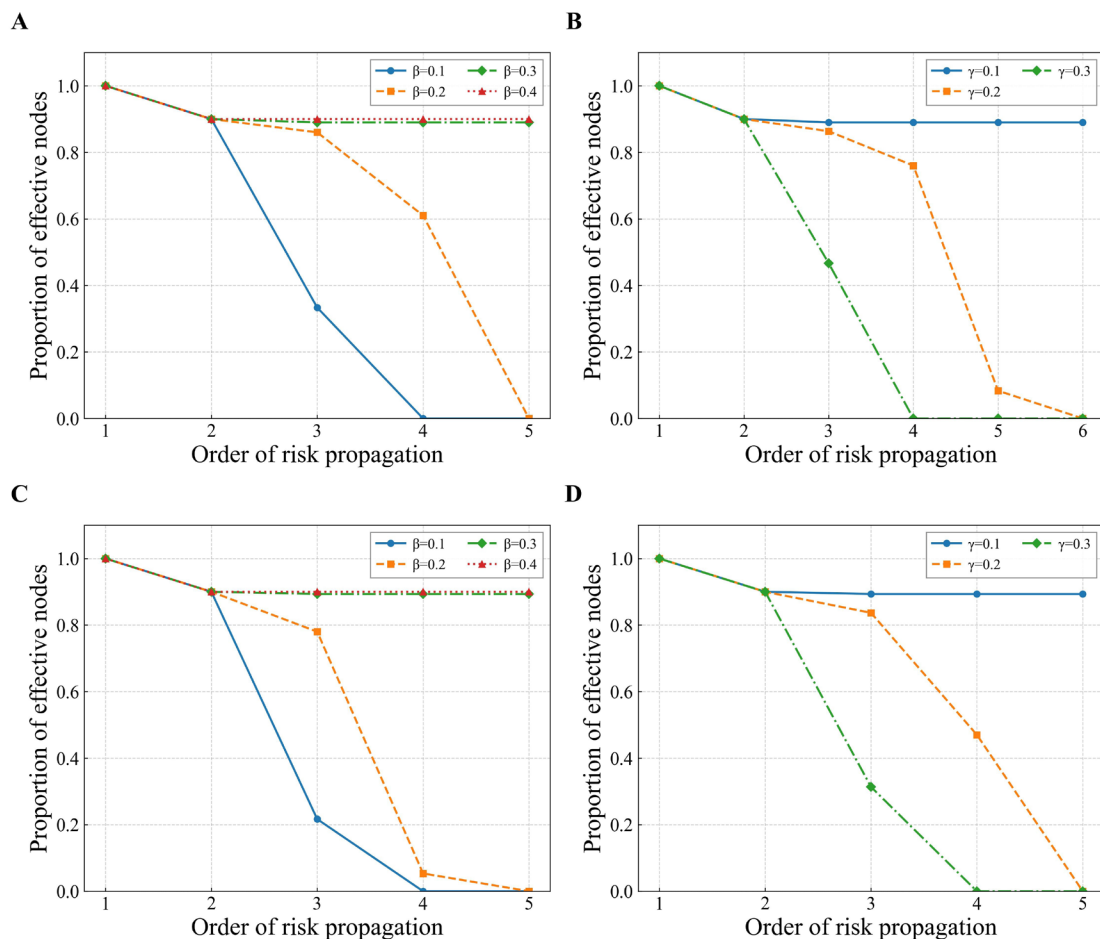 A
β=0.1 β=0.3
β=0.2 β=0.4
Proportion of effective nodes
1.0
0.8
0.6
0.4
0.2
0.0
1 2 3 4 5
Order of risk propagation
B
γ=0.1 γ=0.3
γ=0.2
Proportion of effective nodes
1.0
0.8
0.6
0.4
0.2
0.0
1 2 3 4 5 6
Order of risk propagation
C
β=0.1 β=0.3
β=0.2 β=0.4
Proportion of effective nodes
1.0
0.8
0.6
0.4
0.2
0.0
1 2 3 4 5
Order of risk propagation
D
γ=0.1 γ=0.3
γ=0.2
Proportion of effective nodes
1.0
0.8
0.6
0.4
0.2
0.0
1 2 3 4 5
Order of risk propagation